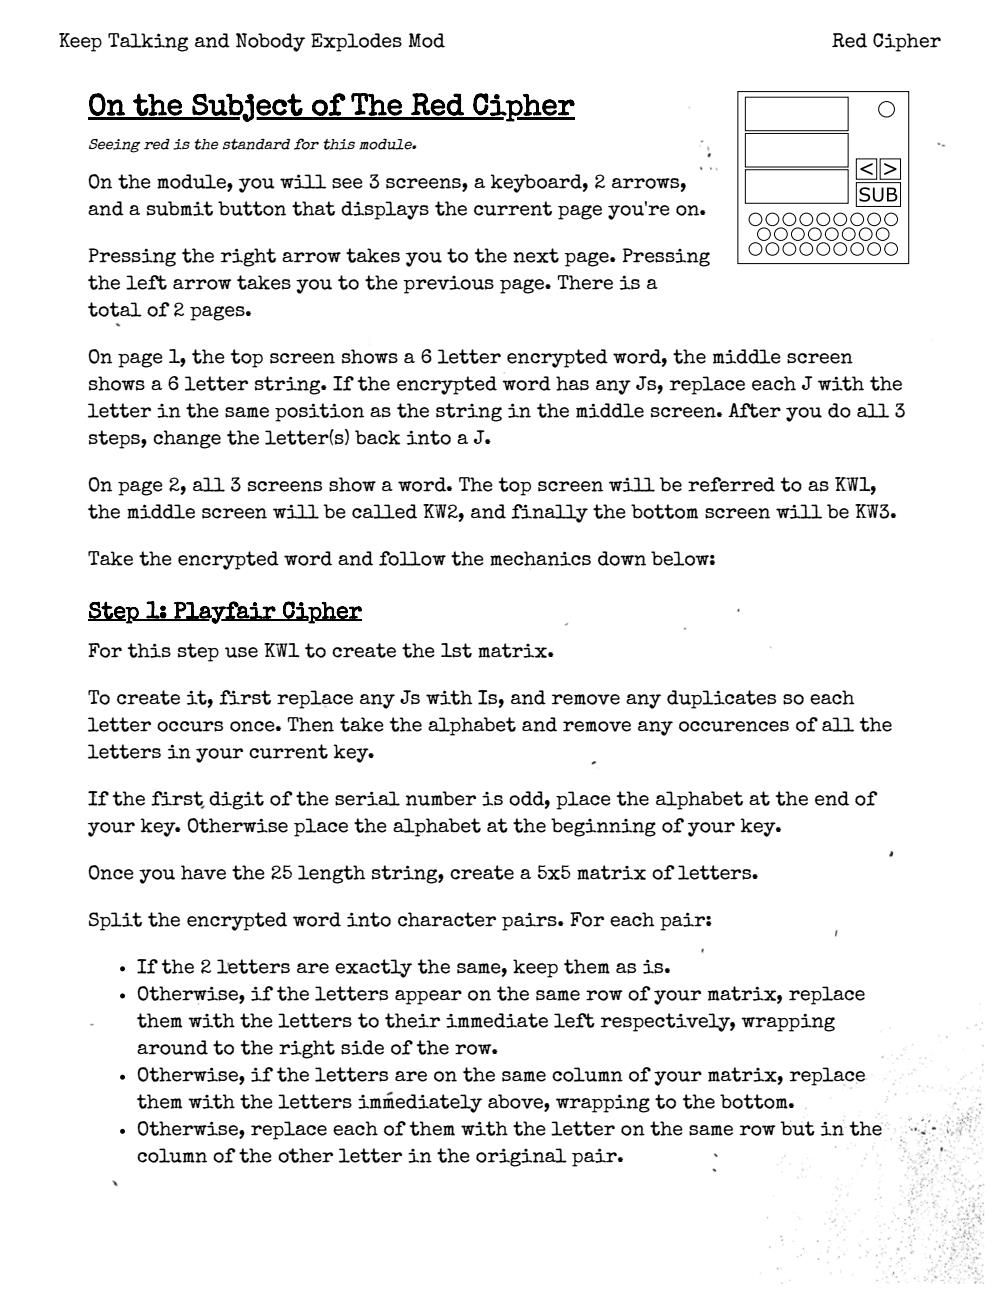 Keep Talking and Nobody Explodes Mod
Red Cipher
On the Subject of The Red Cipher
Seeing red is the standard for this module.
On the module, you will see 3 screens, a keyboard, 2 arrows,
and a submit button that displays the current page you're on.
< >
SUB
Pressing the right arrow takes you to the next page. Pressing
the left arrow takes you to the previous page. There is a
total of 2 pages.
On page 1, the top screen shows a 6 letter encrypted word, the middle screen
shows a 6 letter string. If the encrypted word has any Js, replace each J with the
letter in the same position as the string in the middle screen. After you do all 3
steps, change the letter(s) back into a J.
On page 2, all 3 screens show a word. The top screen will be referred to as KW1,
the middle screen will be called KW2, and finally the bottom screen will be KW3.
Take the encrypted word and follow the mechanics down below:
Step 1: Playfair Cipher
For this step use KW1 to create the 1st matrix.
To create it, first replace any Js with Is, and remove any duplicates so each
letter occurs once. Then take the alphabet and remove any occurences of all the
letters in your current key.
If the first digit of the serial number is odd, place the alphabet at the end of
your key. Otherwise place the alphabet at the beginning of your key.
Once you have the 25 length string, create a 5x5 matrix of letters.
Split the encrypted word into character pairs. For each pair:
• If the 2 letters are exactly the same, keep them as is.
• Otherwise, if the letters appear on the same row of your matrix, replace
them with the letters to their immediate left respectively, wrapping
around to the right side of the row.
• Otherwise, if the letters are on the same column of your matrix, replace
them with the letters immediately above, wrapping to the bottom.
• Otherwise, replace each of them with the letter on the same row but in the
column of the other letter in the original pair.